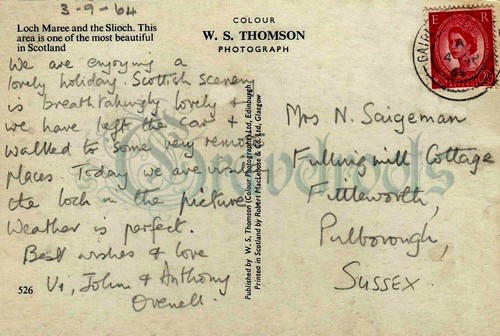 3-9-64
Loch Maree and the Slioch. This
area is one of the most beautiful
in Scotland
We are enjoying a
lovely holiday. Scottish scenery
is breathtakingly lovely &
we have left the car &
walked to some very remote
places Today we are visiting
the loch in the picture
Weather is perfect.
Best wishes & love
Vi, John & Anthony
Ovenell.
526
COLOUR
W. S. THOMSON
PHOTOGRAPH
Published by W. S. Thomson (Colour Photographs) Ltd, Edinburgh
Printed in Scotland by Robert MacLehose & Co. Ltd, Glasgow
E R
Mrs N. Saigeman
Fulling mill Cottage
Fittleworth,
Pulborough,
SUSSEX